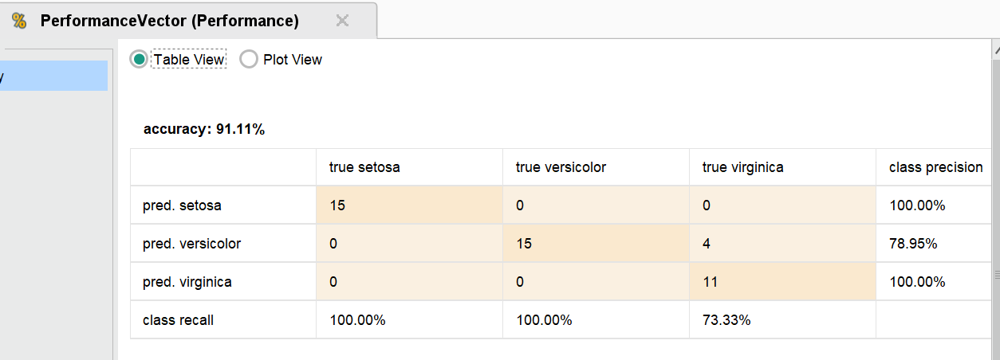 PerformanceVector (Performance)
Table View Plot View
accuracy: 91.11%
true setosa true versicolor true virginica class precision
pred. setosa 15 0 0 100.00%
pred. versicolor 0 15 4 78.95%
pred. virginica 0 0 11 100.00%
class recall 100.00% 100.00% 73.33%